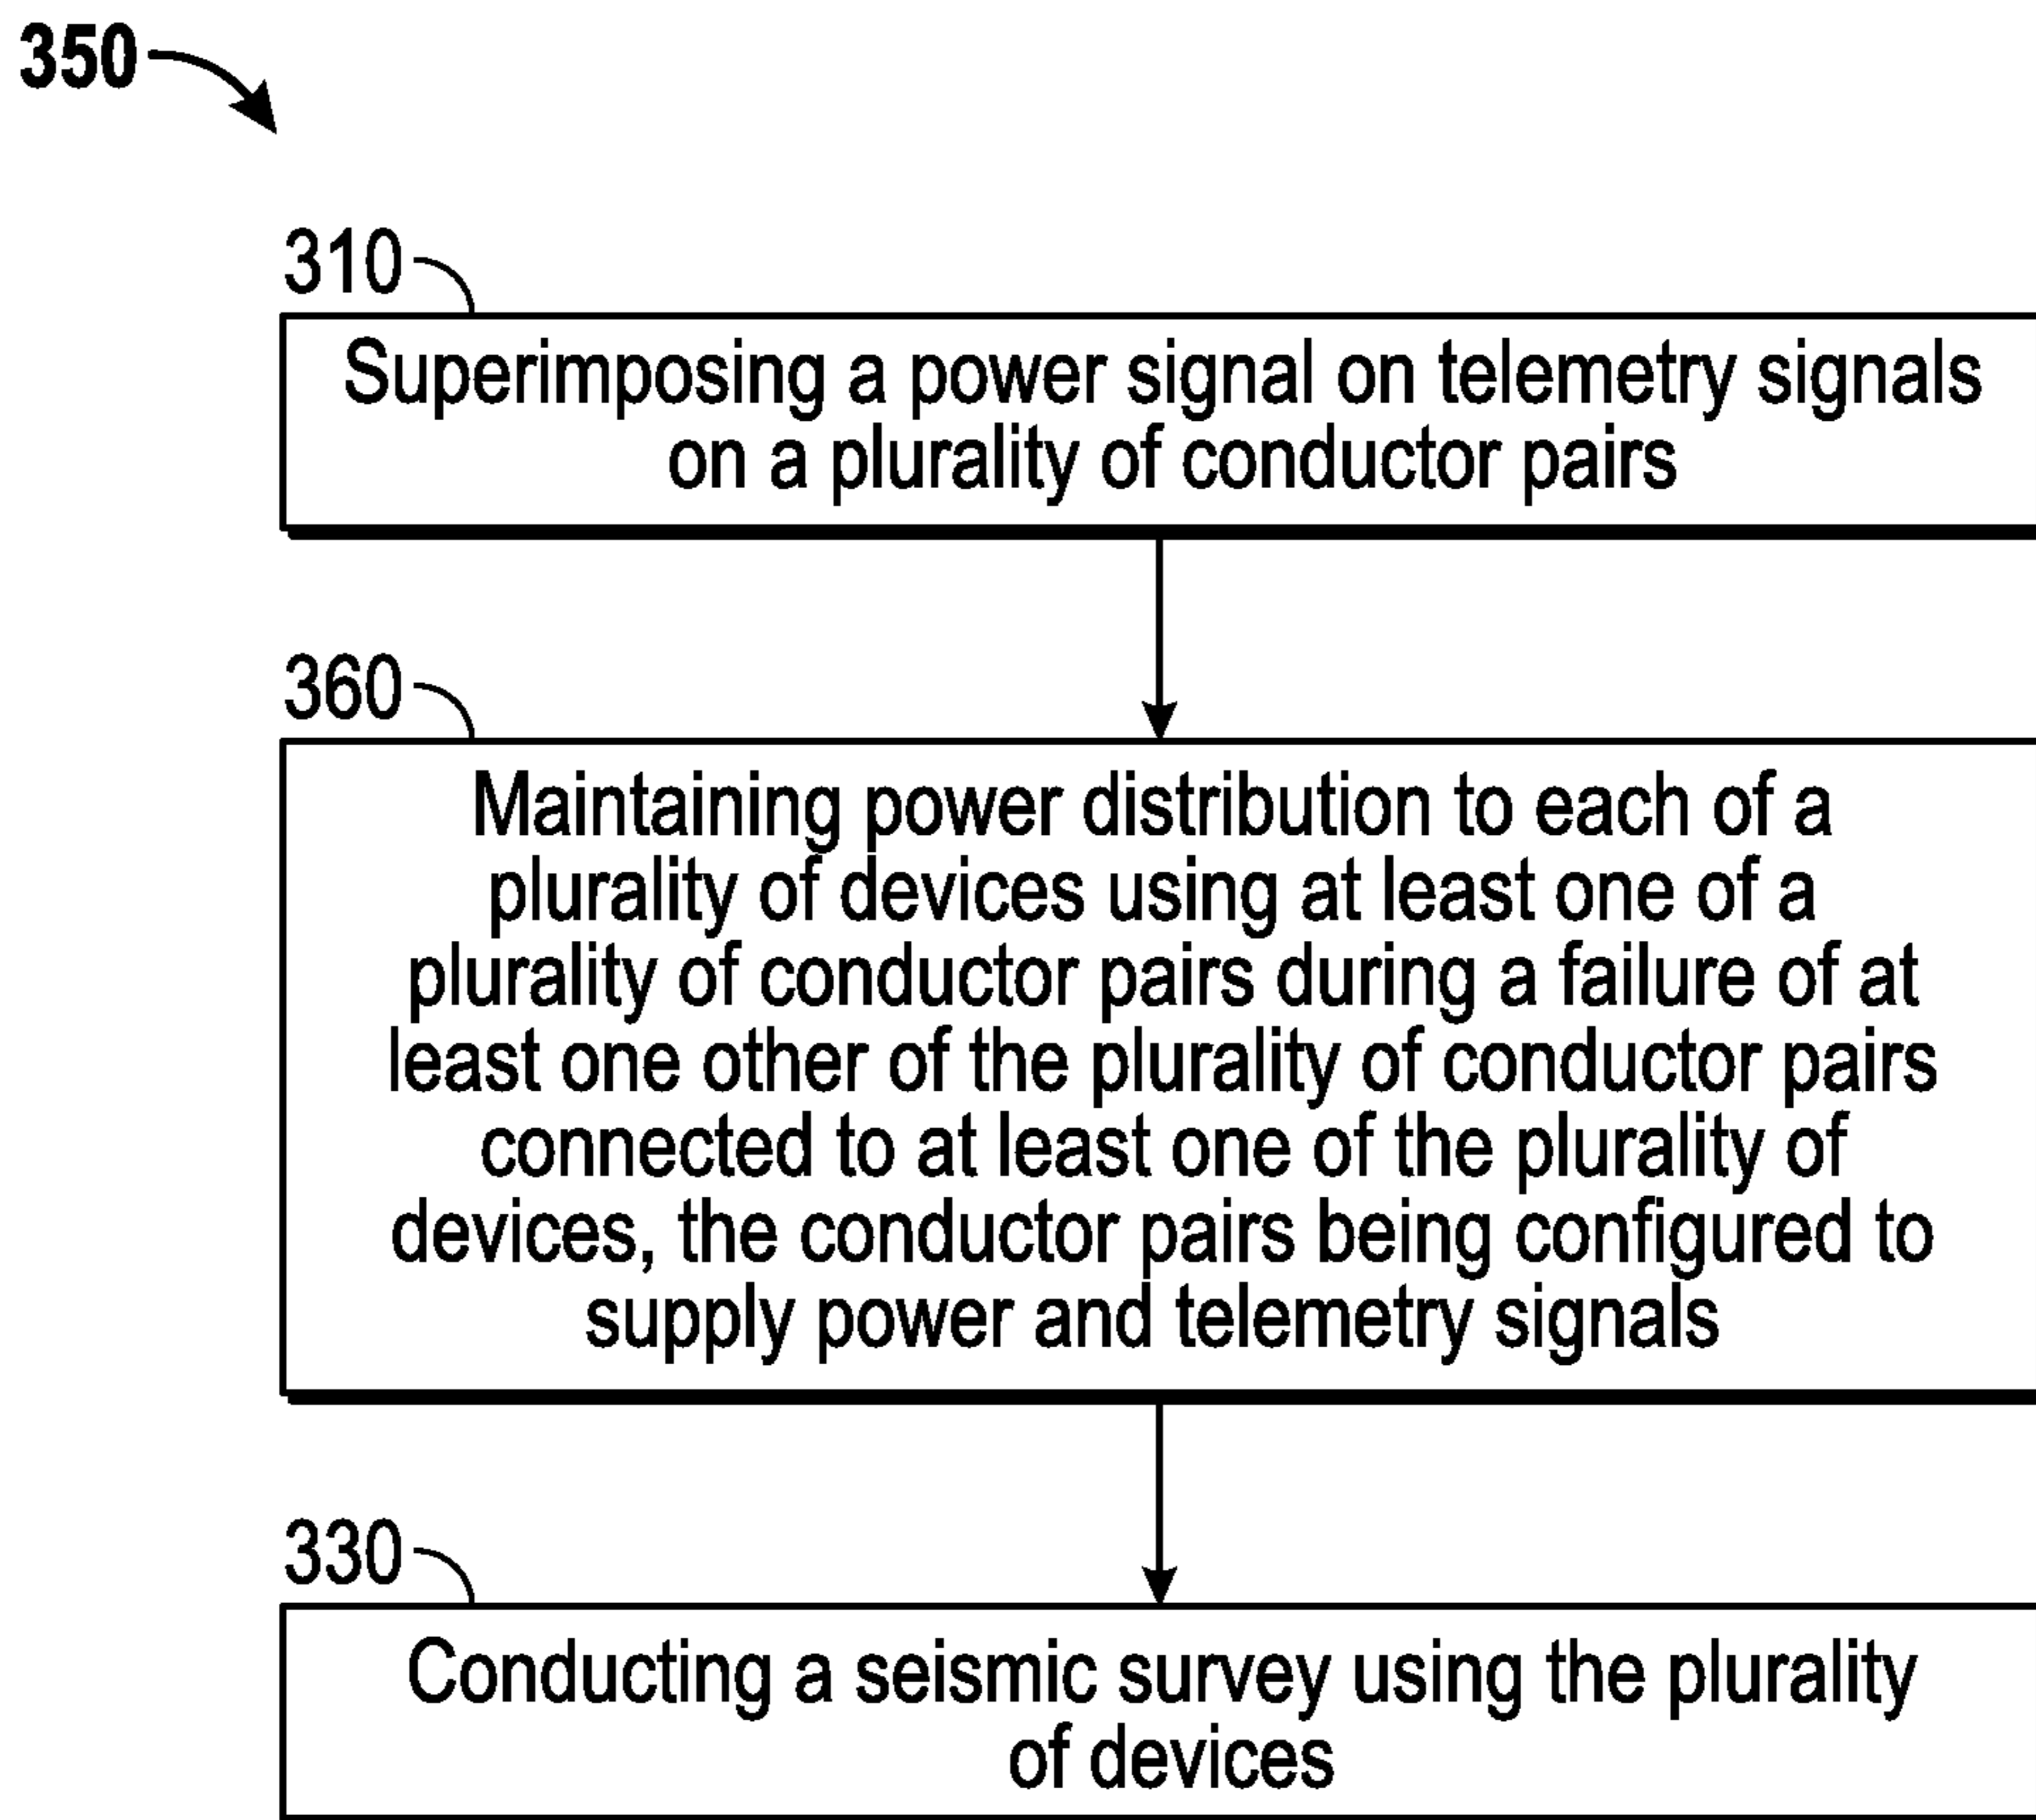 350
310
Superimposing a power signal on telemetry signals
on a plurality of conductor pairs
360
Maintaining power distribution to each of a
plurality of devices using at least one of a
plurality of conductor pairs during a failure of at
least one other of the plurality of conductor pairs
connected to at least one of the plurality of
devices, the conductor pairs being configured to
supply power and telemetry signals
330
Conducting a seismic survey using the plurality
of devices